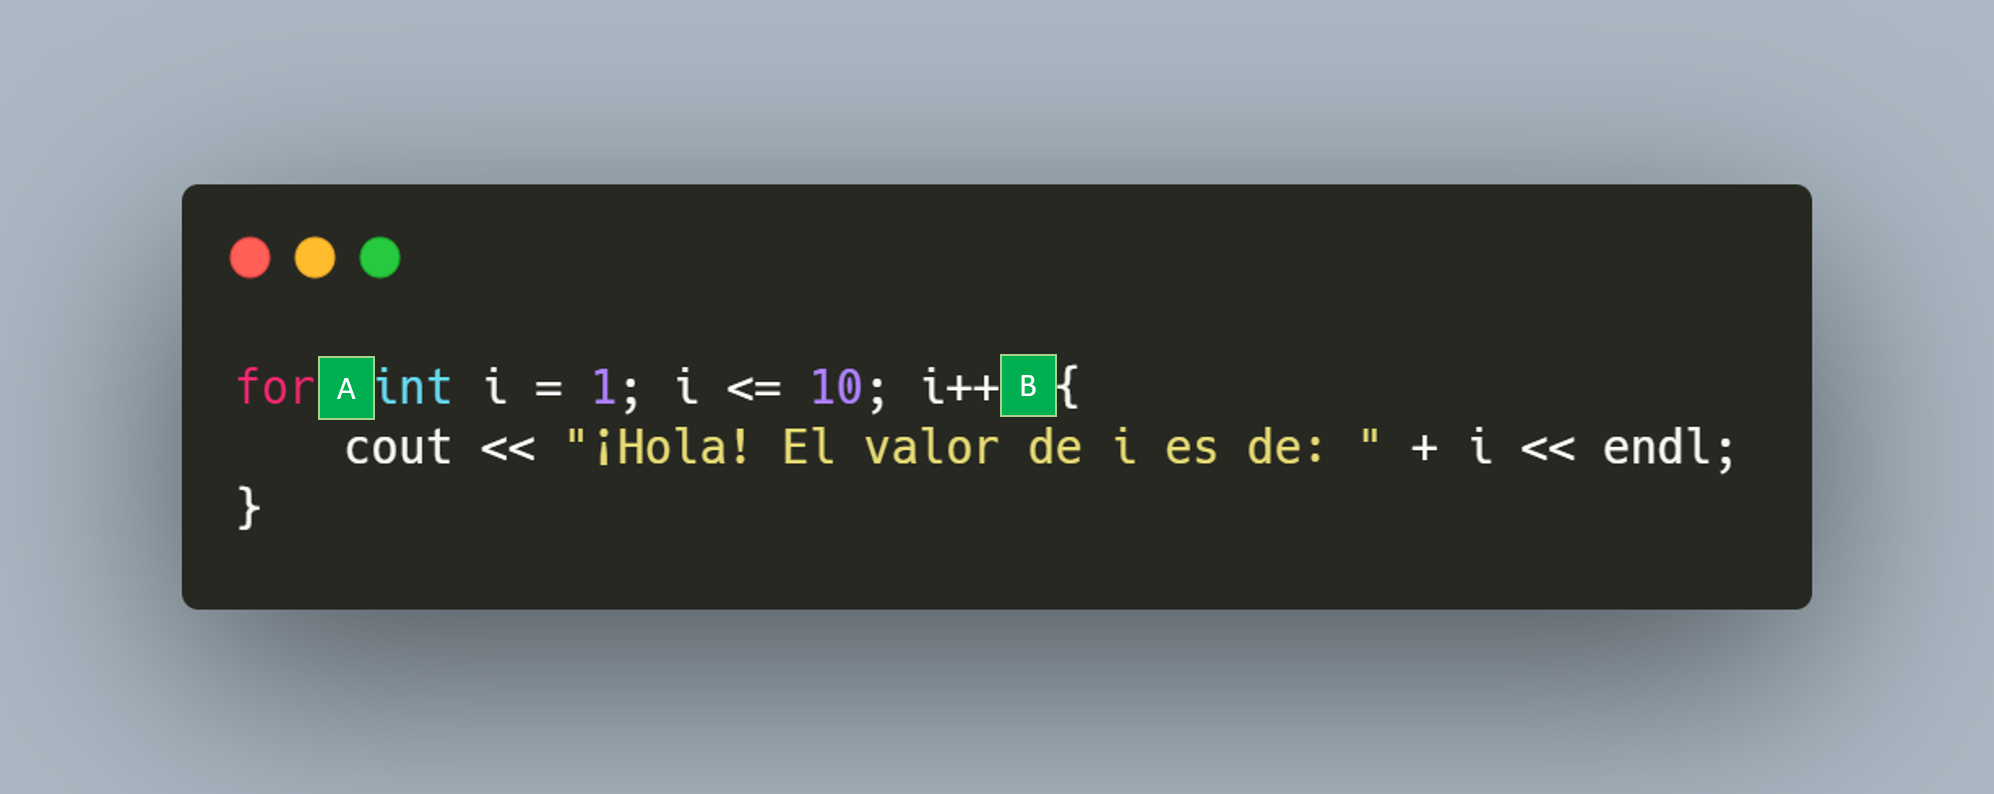 for A int i = 1; i <= 10; i++ B {
cout << "¡Hola! El valor de i es de: " + i << endl;
}